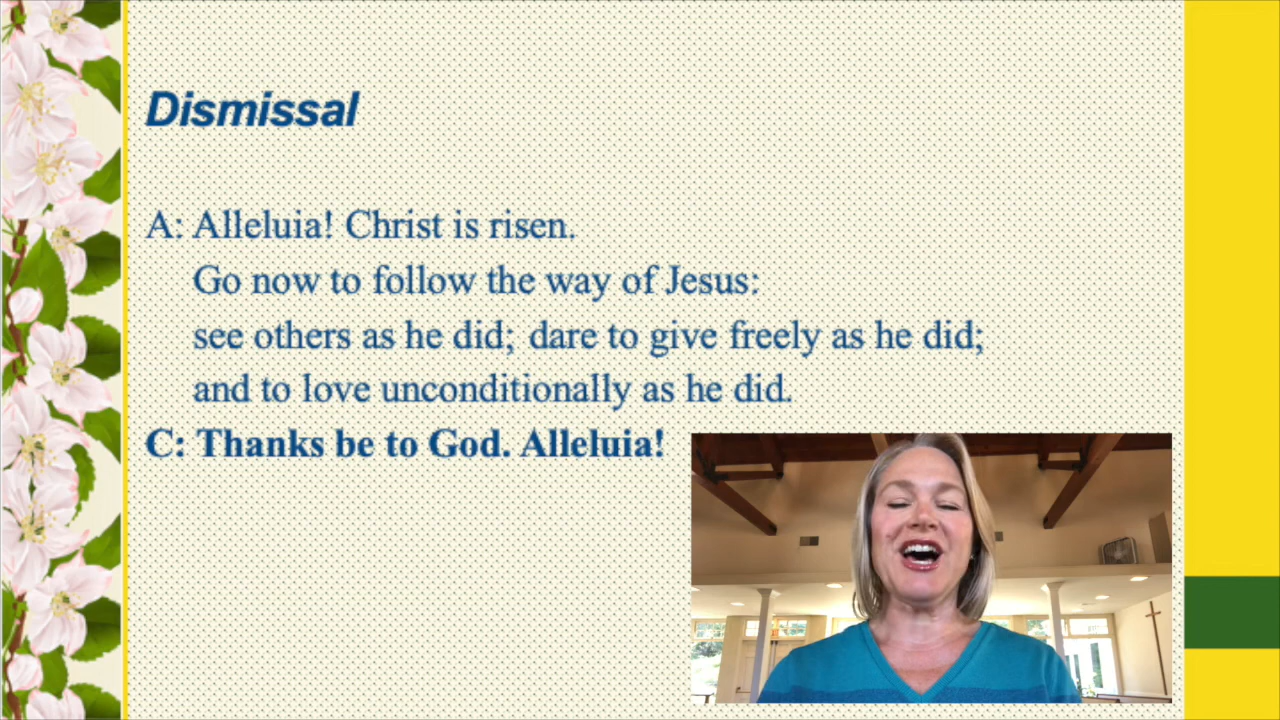 Dismissal
A: Alleluia! Christ is risen.
Go now to follow the way of Jesus:
see others as he did; dare to give freely as he did;
and to love unconditionally as he did.
C: Thanks be to God. Alleluia!